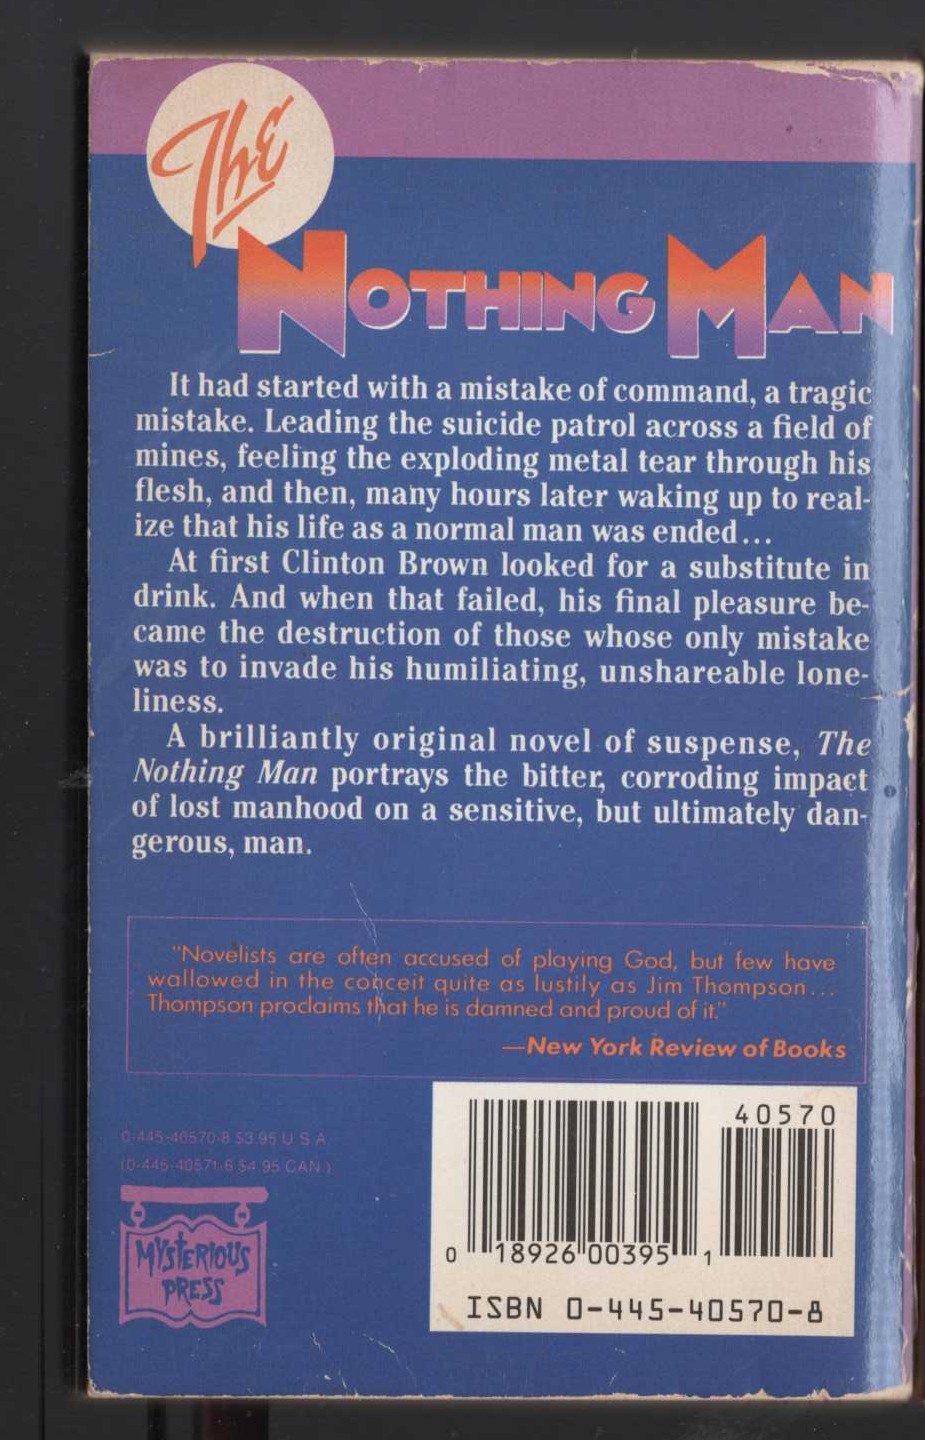 The
NOTHING MAN
It had started with a mistake of command, a tragic
mistake. Leading the suicide patrol across a field of
mines, feeling the exploding metal tear through his
flesh, and then, many hours later waking up to real-
ize that his life as a normal man was ended...
At first Clinton Brown looked for a substitute in
drink. And when that failed, his final pleasure be-
came the destruction of those whose only mistake
was to invade his humiliating, unshareable lone-
liness.
A brilliantly original novel of suspense, The
Nothing Man portrays the bitter, corroding impact
of lost manhood on a sensitive, but ultimately dan-
gerous, man.
"Novelists are often accused of playing God, but few have
wallowed in the conceit quite as lustily as Jim Thompson...
Thompson proclaims that he is damned and proud of it."
—New York Review of Books
0-445-40570-8 $3.95 U S A
(0-445-40571-6 $4.95 CAN.)
MYSTERIOUS
PRESS
40570
0 18926 00395 1
ISBN 0-445-40570-8